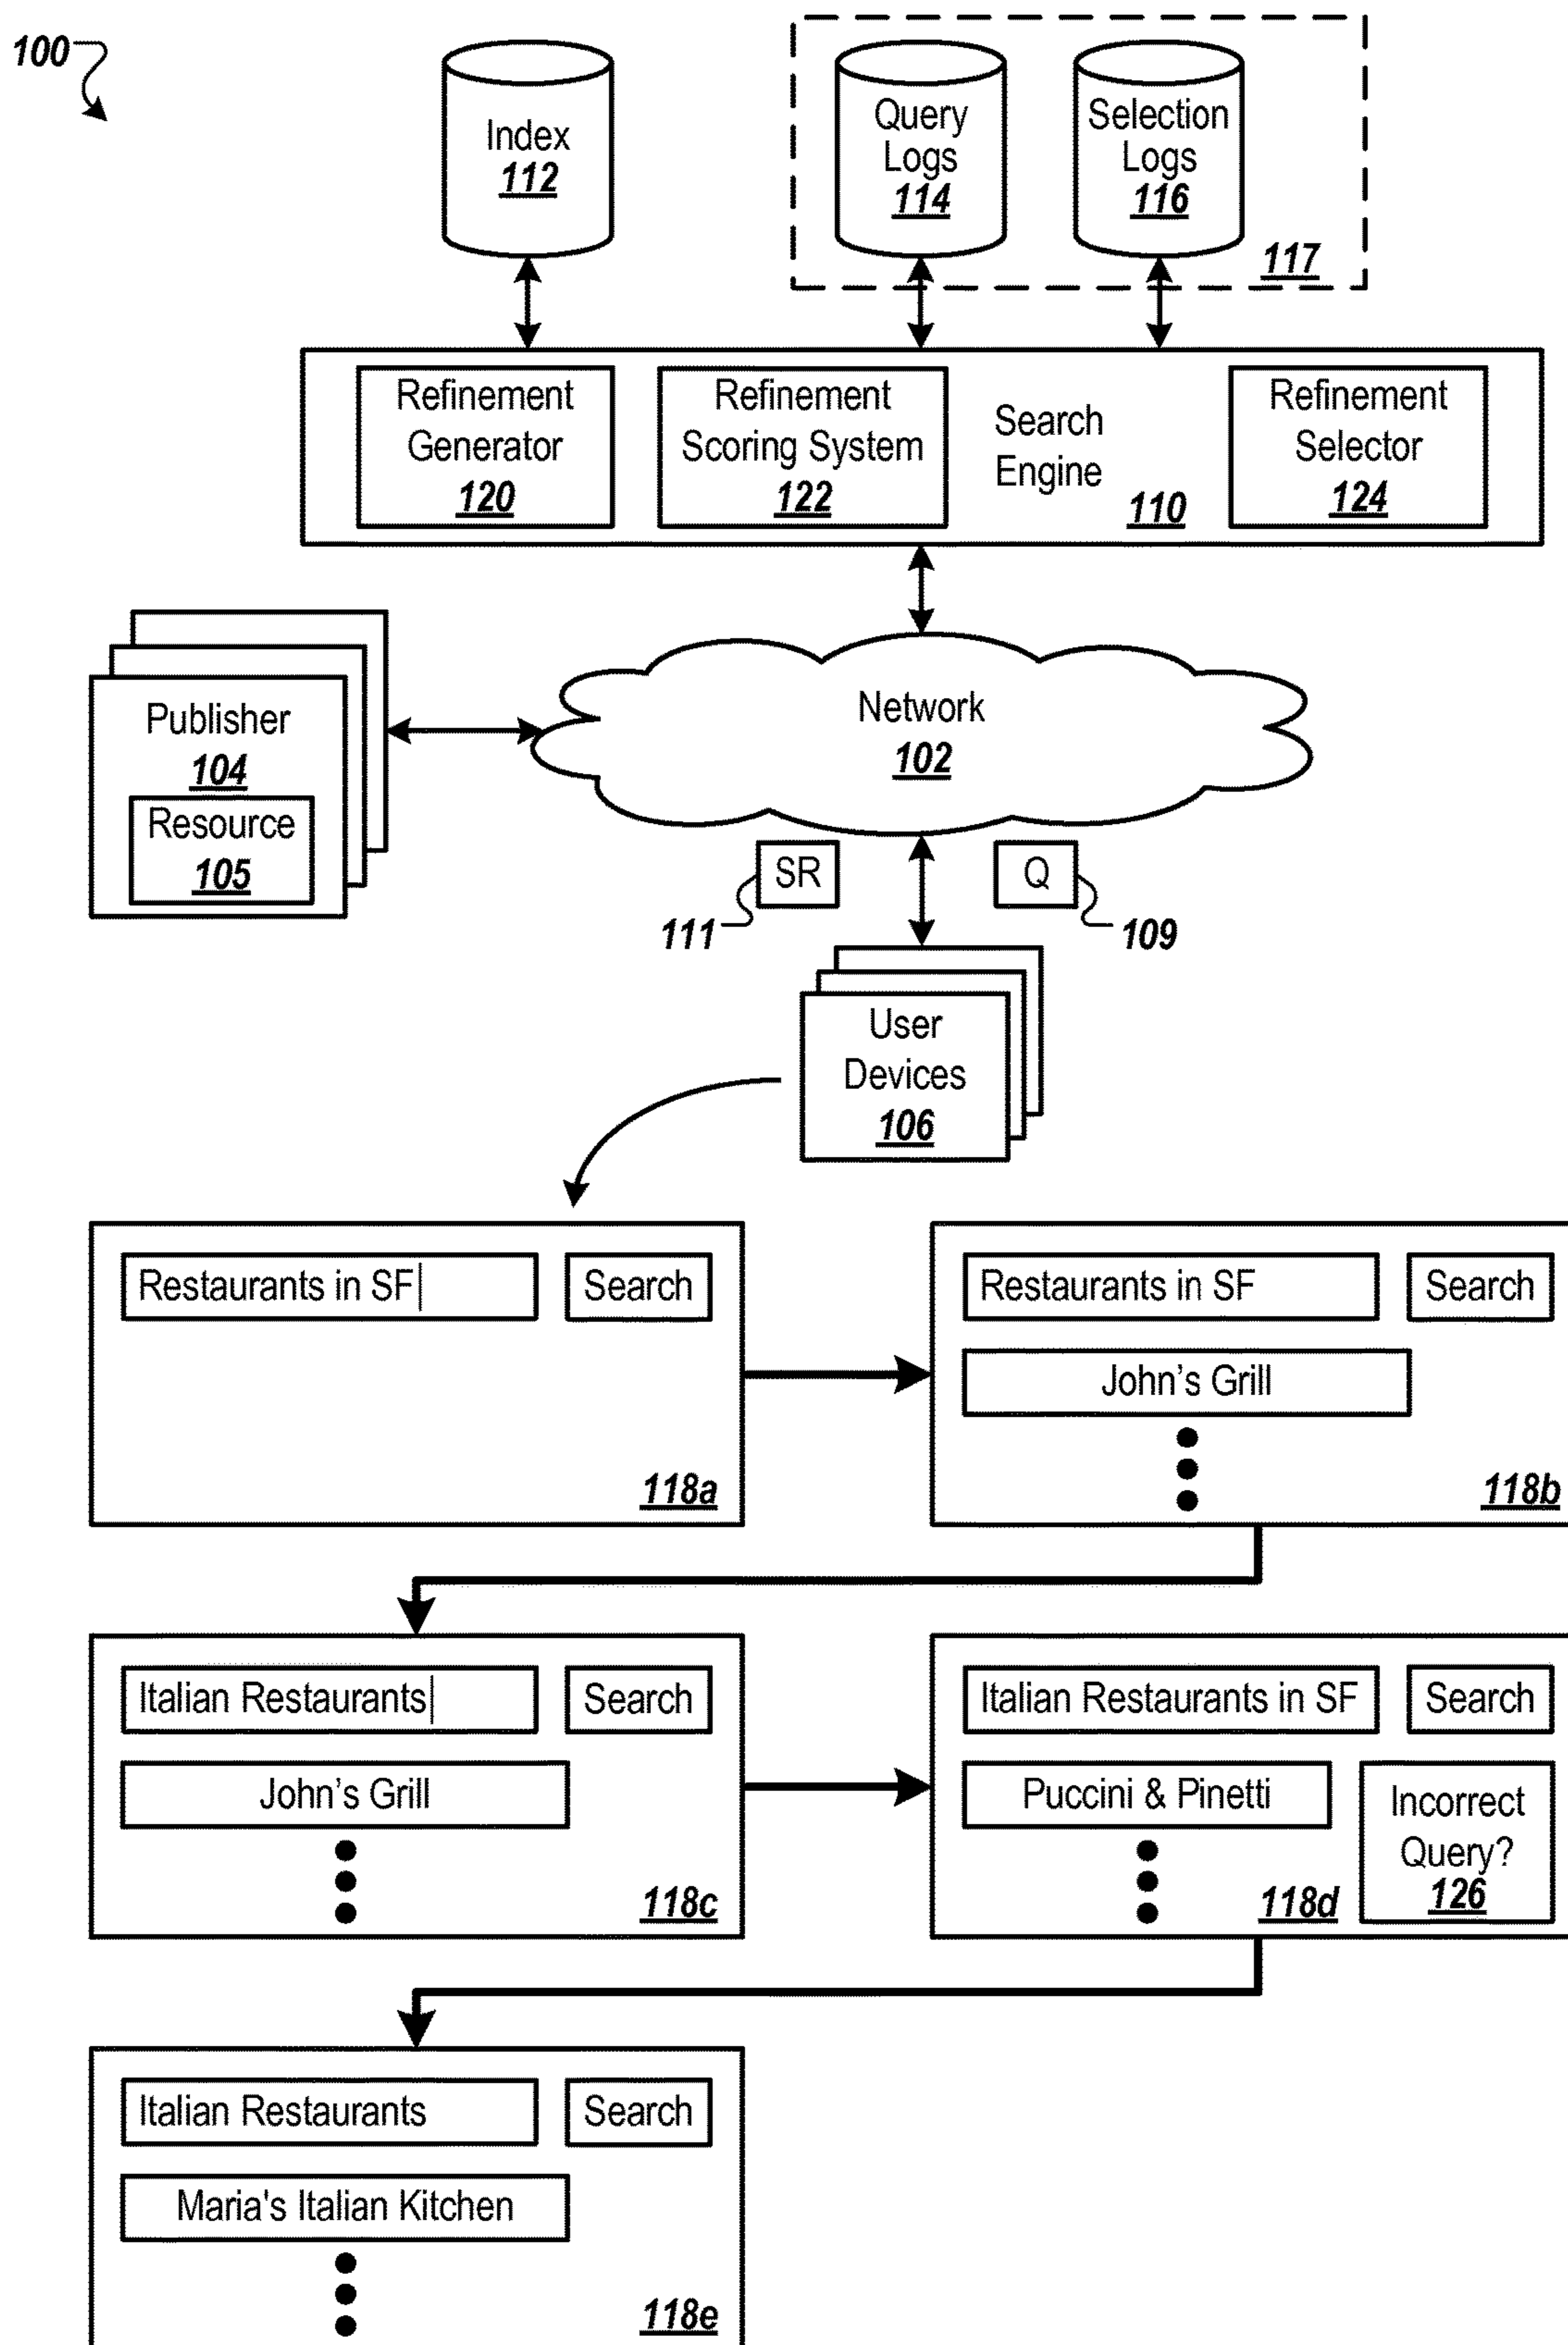 100
Index
112
Query
Logs
114
Selection
Logs
116
117
Refinement
Generator
120
Refinement
Scoring System
122
Search
Engine
110
Refinement
Selector
124
Publisher
104
Resource
105
Network
102
SR
111
Q
109
User
Devices
106
Restaurants in SF
Search
118a
Restaurants in SF
Search
John's Grill
118b
Italian Restaurants
Search
John's Grill
118c
Italian Restaurants in SF
Search
Puccini & Pinetti
Incorrect
Query?
126
118d
Italian Restaurants
Search
Maria's Italian Kitchen
118e